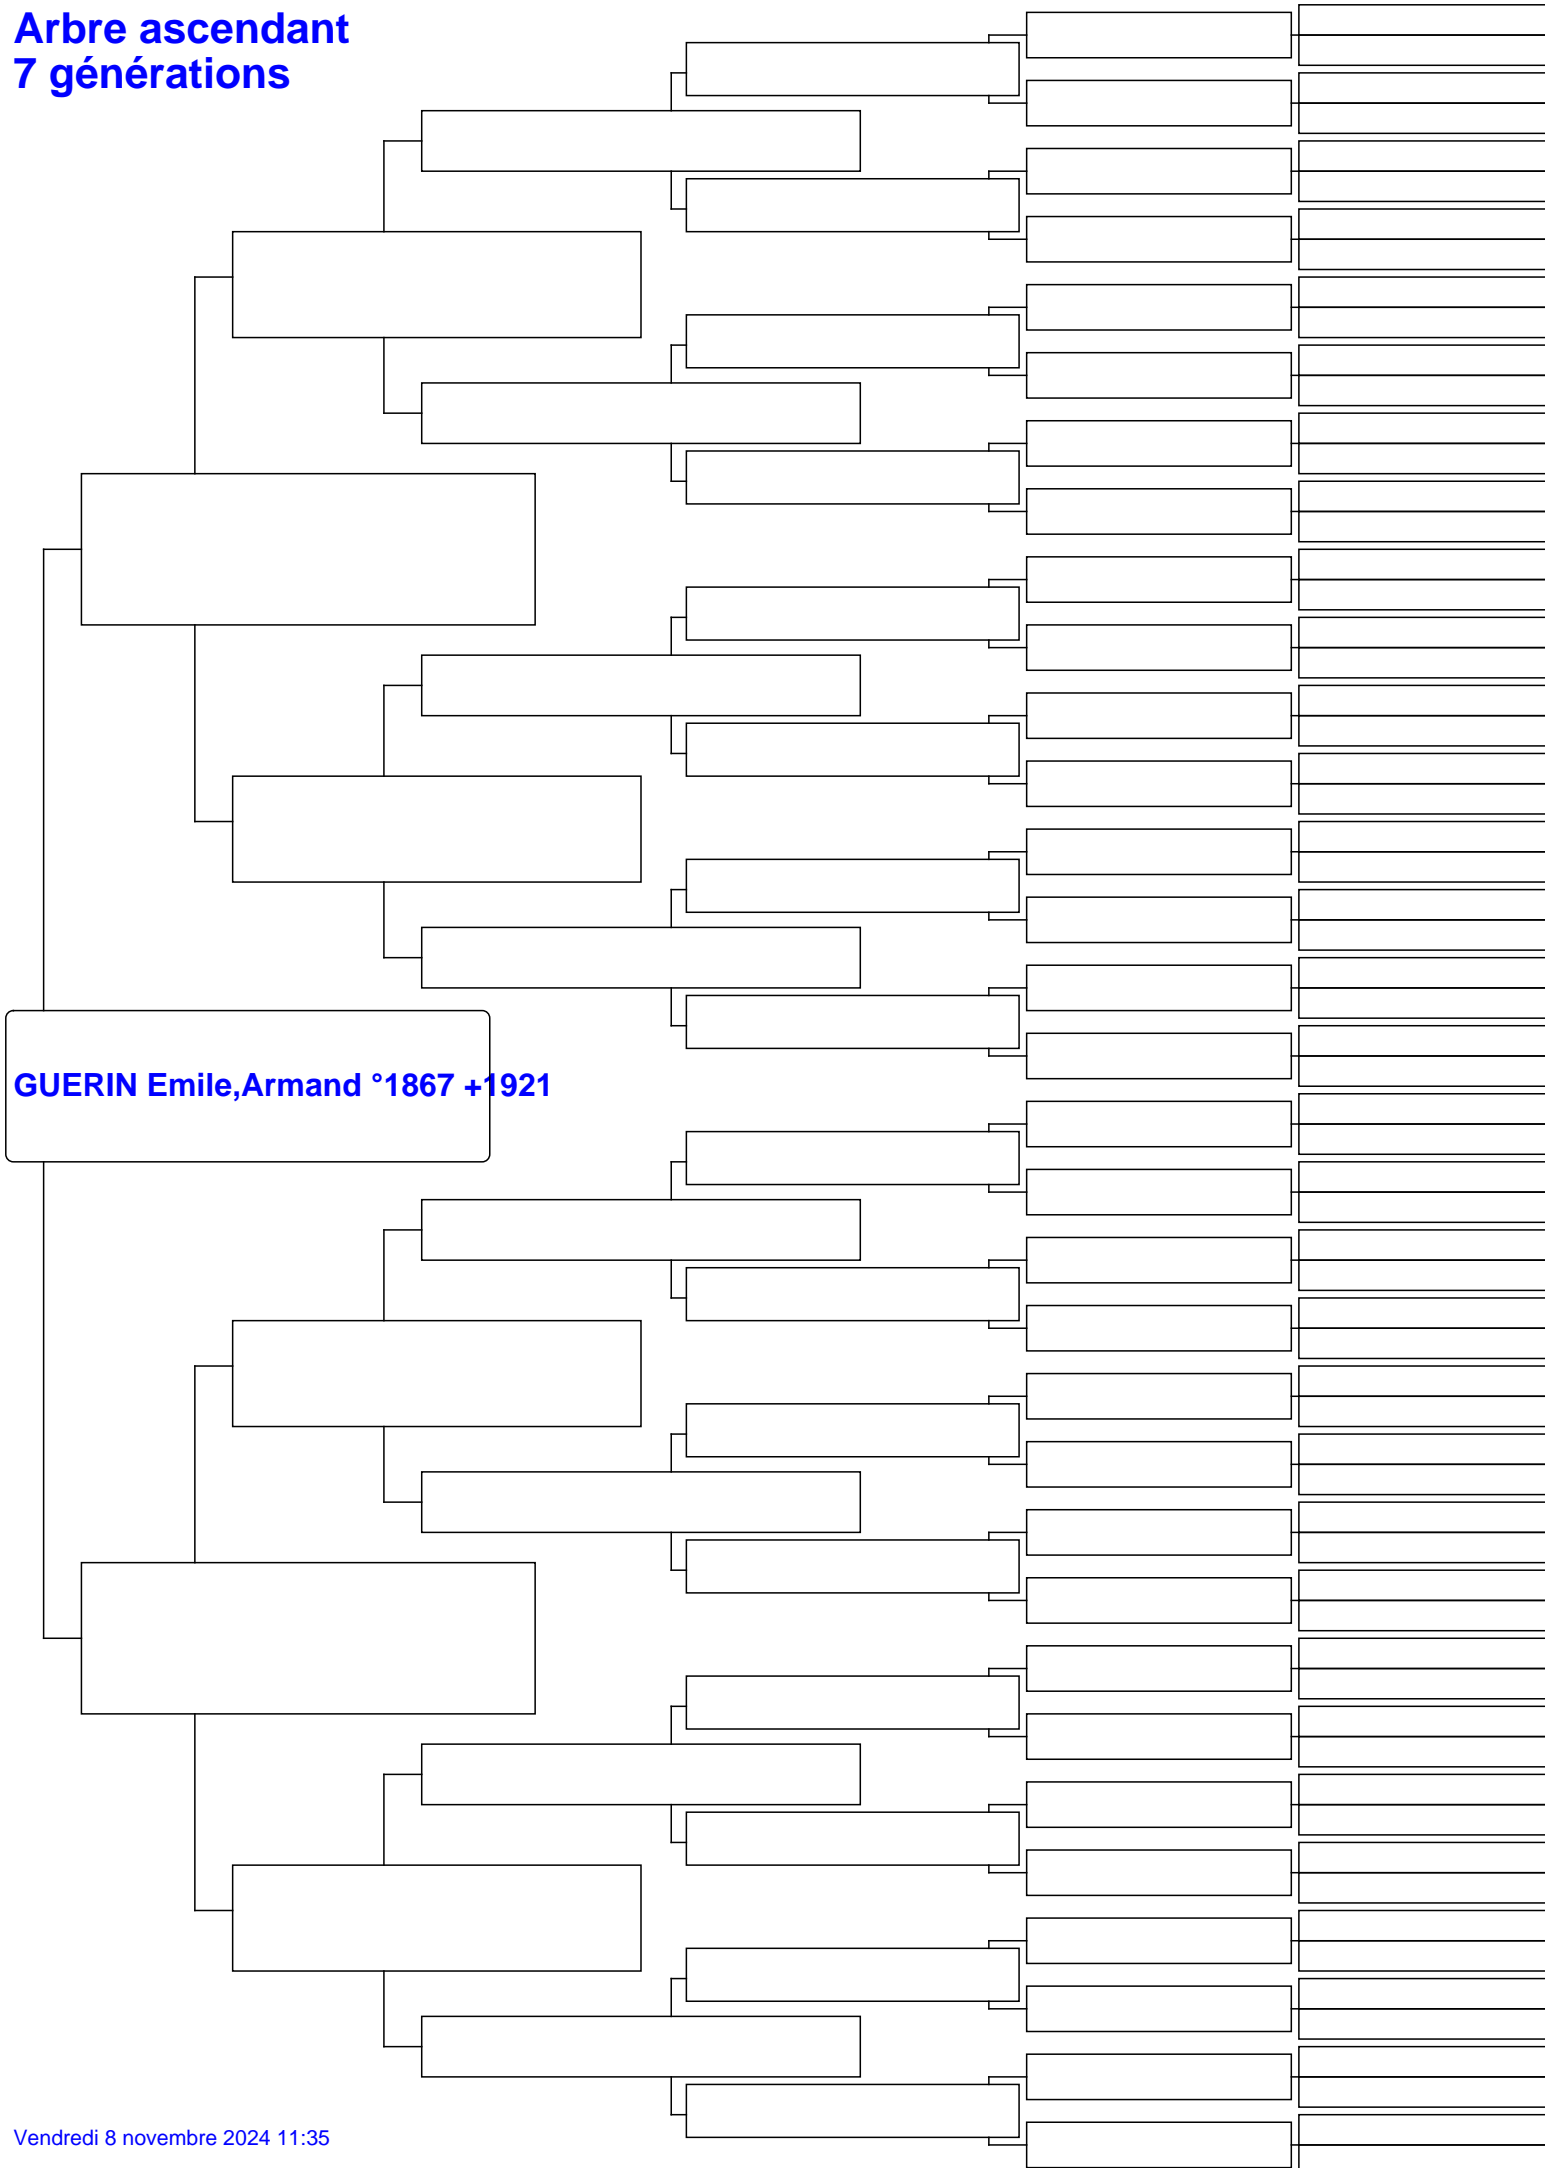 Arbre ascendant
7 générations
GUERIN Emile,Armand °1867 +1921
Vendredi 8 novembre 2024 11:35